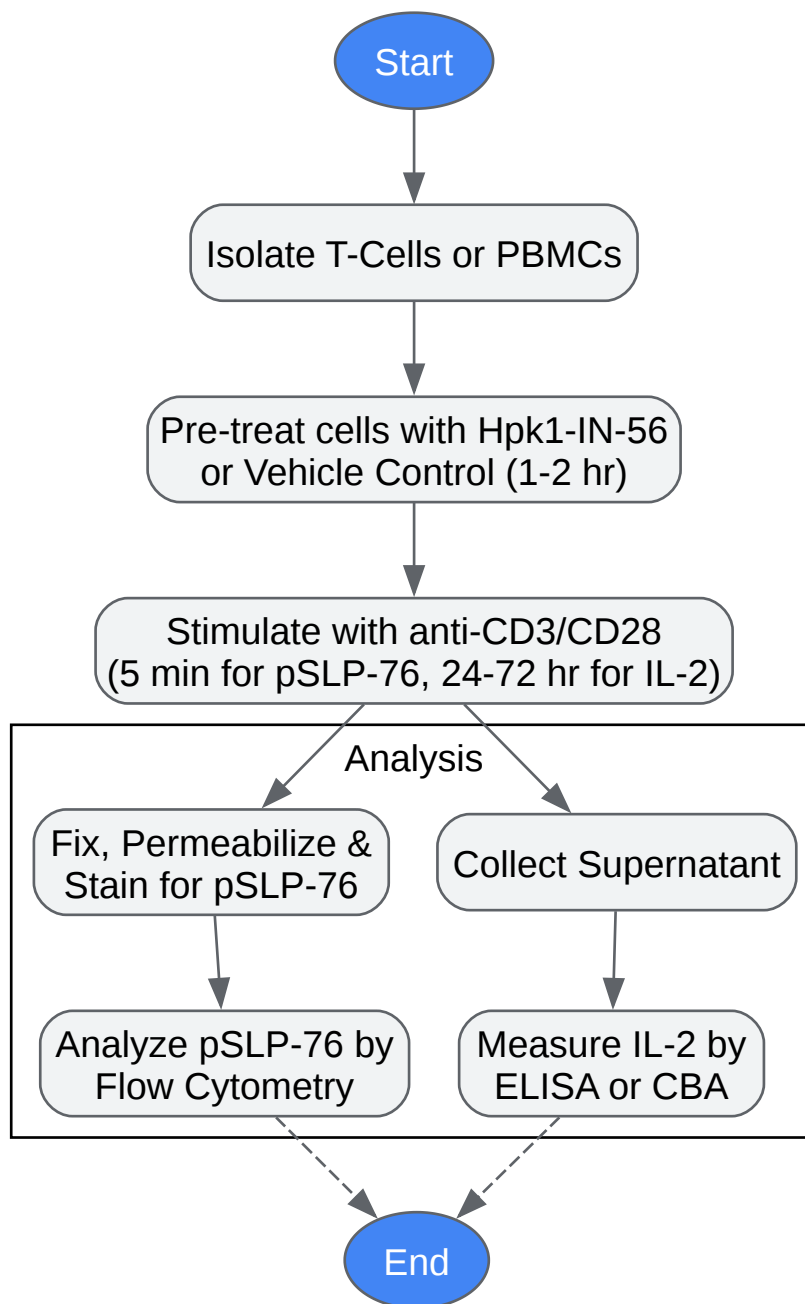 Start
Isolate T-Cells or PBMCs
Pre-treat cells with Hpk1-IN-56
or Vehicle Control (1-2 hr)
Stimulate with anti-CD3/CD28
(5 min for pSLP-76, 24-72 hr for IL-2)
Analysis
Fix, Permeabilize &
Stain for pSLP-76
Collect Supernatant
Analyze pSLP-76 by
Flow Cytometry
Measure IL-2 by
ELISA or CBA
End